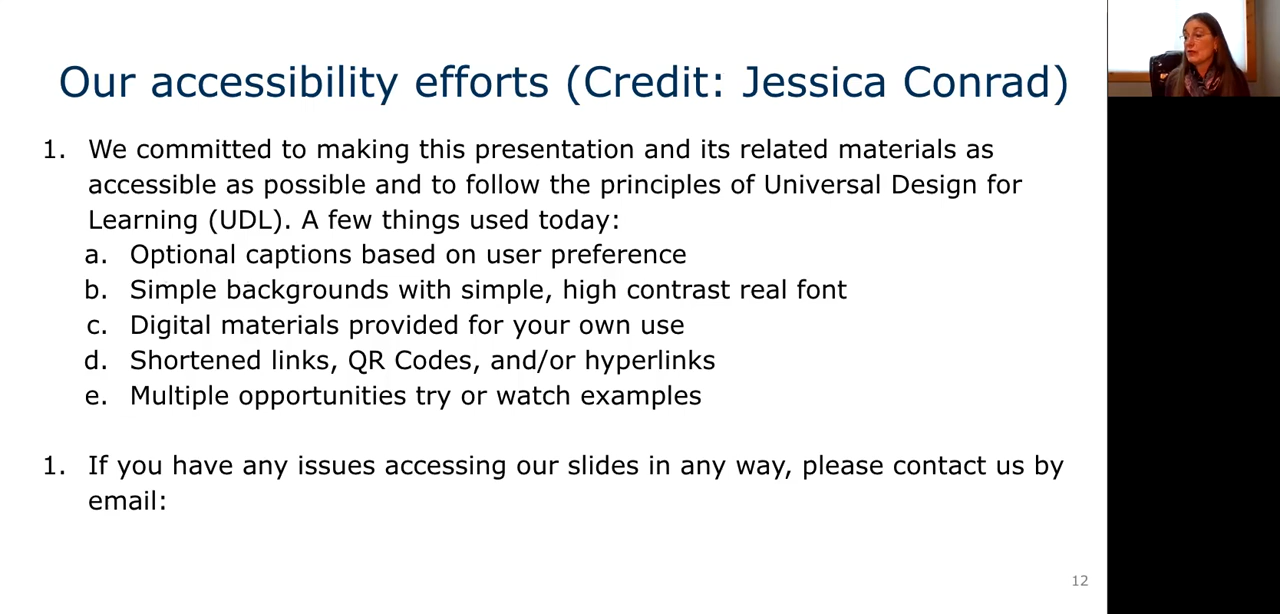 Our accessibility efforts (Credit: Jessica Conrad)
1. We committed to making this presentation and its related materials as
accessible as possible and to follow the principles of Universal Design for
Learning (UDL). A few things used today:
a. Optional captions based on user preference
b. Simple backgrounds with simple, high contrast real font
c. Digital materials provided for your own use
d. Shortened links, QR Codes, and/or hyperlinks
e. Multiple opportunities try or watch examples
1. If you have any issues accessing our slides in any way, please contact us by
email:
12